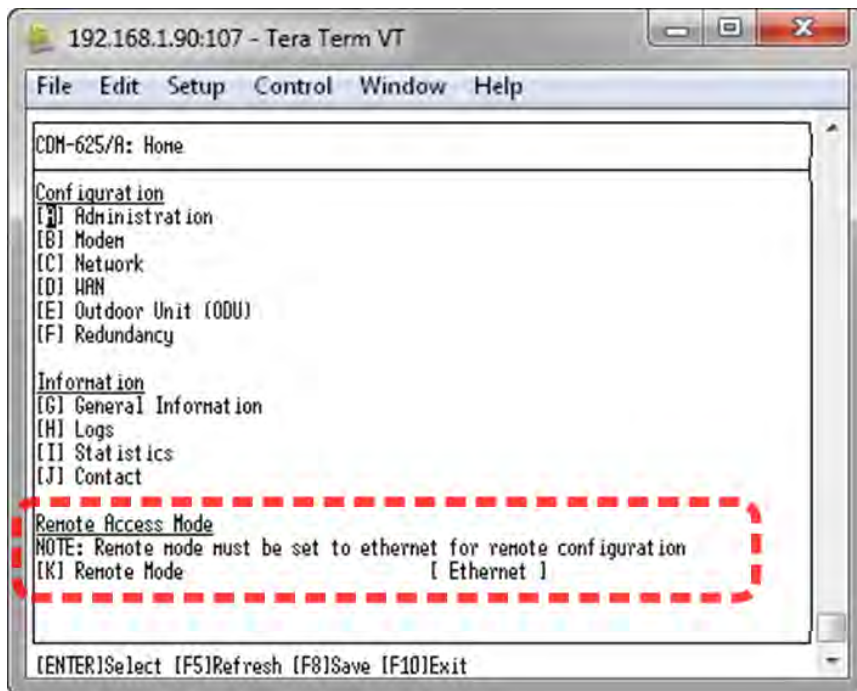 192.168.1.90:107 - Tera Term VT
File Edit Setup Control Window Help
CDM-625/A: Home
Configuration
[A] Administration
[B] Modem
[C] Network
[D] WAN
[E] Outdoor Unit (ODU)
[F] Redundancy
Information
[G] General Information
[H] Logs
[I] Statistics
[J] Contact
Remote Access Mode
NOTE: Remote mode must be set to ethernet for remote configuration
[K] Remote Mode [ Ethernet ]
[ENTER]Select [F5]Refresh [F8]Save [F10]Exit